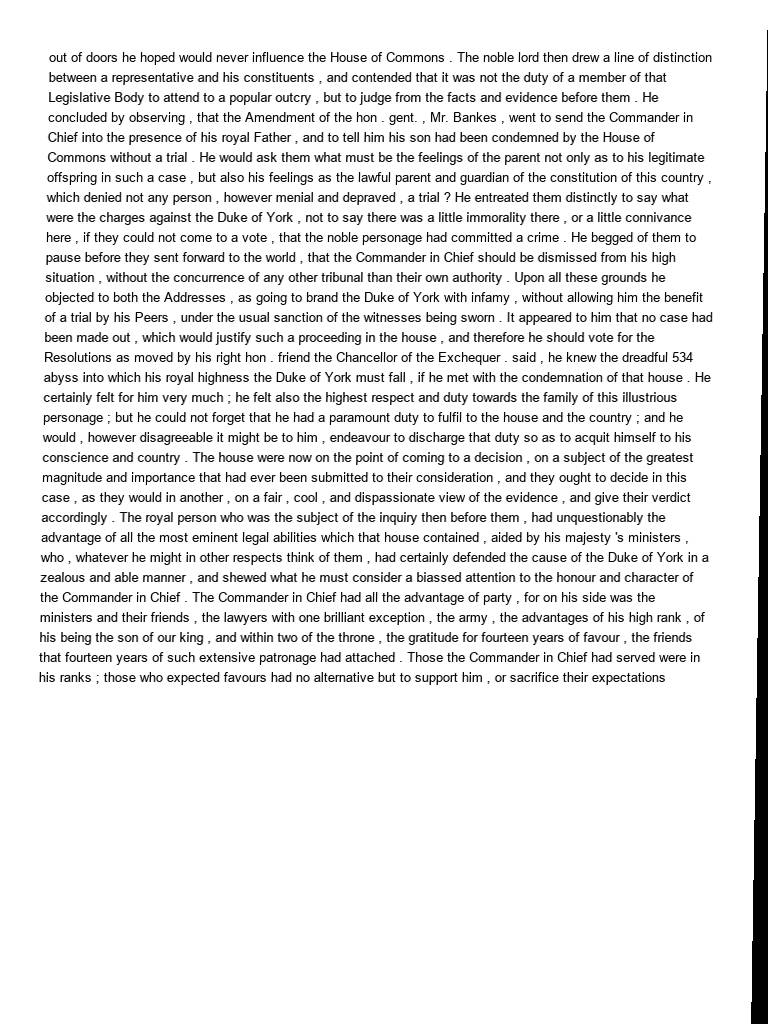 out of doors he hoped would never influence the House of Commons . The noble lord then drew a line of distinction
between a representative and his constituents , and contended that it was not the duty of a member of that
Legislative Body to attend to a popular outcry , but to judge from the facts and evidence before them . He
concluded by observing , that the Amendment of the hon . gent. , Mr. Bankes , went to send the Commander in
Chief into the presence of his royal Father , and to tell him his son had been condemned by the House of
Commons without a trial . He would ask them what must be the feelings of the parent not only as to his legitimate
offspring in such a case , but also his feelings as the lawful parent and guardian of the constitution of this country ,
which denied not any person , however menial and depraved , a trial ? He entreated them distinctly to say what
were the charges against the Duke of York , not to say there was a little immorality there , or a little connivance
here , if they could not come to a vote , that the noble personage had committed a crime . He begged of them to
pause before they sent forward to the world , that the Commander in Chief should be dismissed from his high
situation , without the concurrence of any other tribunal than their own authority . Upon all these grounds he
objected to both the Addresses , as going to brand the Duke of York with infamy , without allowing him the benefit
of a trial by his Peers , under the usual sanction of the witnesses being sworn . It appeared to him that no case had
been made out , which would justify such a proceeding in the house , and therefore he should vote for the
Resolutions as moved by his right hon . friend the Chancellor of the Exchequer . said , he knew the dreadful 534
abyss into which his royal highness the Duke of York must fall , if he met with the condemnation of that house . He
certainly felt for him very much ; he felt also the highest respect and duty towards the family of this illustrious
personage ; but he could not forget that he had a paramount duty to fulfil to the house and the country ; and he
would , however disagreeable it might be to him , endeavour to discharge that duty so as to acquit himself to his
conscience and country . The house were now on the point of coming to a decision , on a subject of the greatest
magnitude and importance that had ever been submitted to their consideration , and they ought to decide in this
case , as they would in another , on a fair , cool , and dispassionate view of the evidence , and give their verdict
accordingly . The royal person who was the subject of the inquiry then before them , had unquestionably the
advantage of all the most eminent legal abilities which that house contained , aided by his majesty 's ministers ,
who , whatever he might in other respects think of them , had certainly defended the cause of the Duke of York in a
zealous and able manner , and shewed what he must consider a biassed attention to the honour and character of
the Commander in Chief . The Commander in Chief had all the advantage of party , for on his side was the
ministers and their friends , the lawyers with one brilliant exception , the army , the advantages of his high rank , of
his being the son of our king , and within two of the throne , the gratitude for fourteen years of favour , the friends
that fourteen years of such extensive patronage had attached . Those the Commander in Chief had served were in
his ranks ; those who expected favours had no alternative but to support him , or sacrifice their expectations